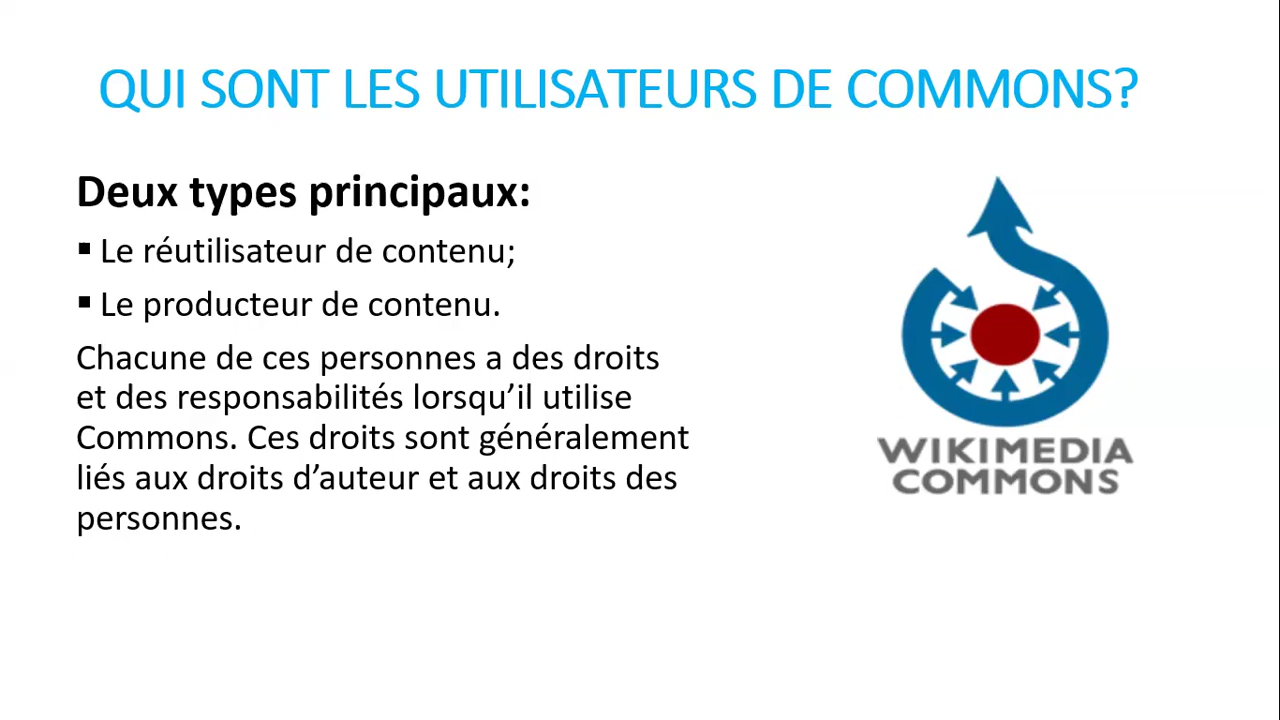 QUI SONT LES UTILISATEURS DE COMMONS?
Deux types principaux:
▪ Le réutilisateur de contenu;
▪ Le producteur de contenu.
Chacune de ces personnes a des droits
et des responsabilités lorsqu’il utilise
Commons. Ces droits sont généralement
liés aux droits d’auteur et aux droits des
personnes.
WIKIMEDIA
COMMONS